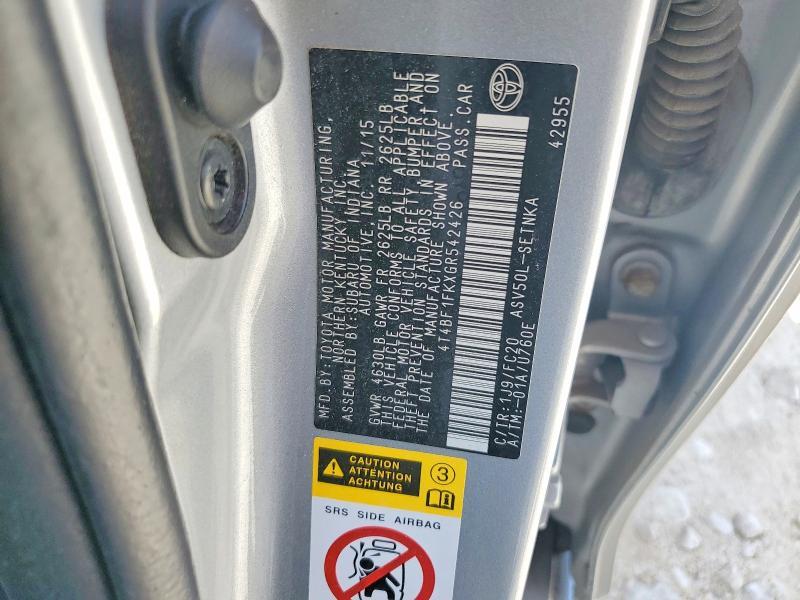 MFD. BY: TOYOTA MOTOR MANUFACTURING,
NORTHERN KENTUCKY, INC.
ASSEMBLED BY: SUBARU OF INDIANA
AUTOMOTIVE, INC. 11/15
GVWR 4630LB GAWR FR 2625LB RR 2625LB
THIS VEHICLE CONFORMS TO ALL APPLICABLE
FEDERAL MOTOR VEHICLE SAFETY, BUMPER AND
THEFT PREVENTION STANDARDS IN EFFECT ON
THE DATE OF MANUFACTURE SHOWN ABOVE.
4T4BF1FKXGR542426 PASS. CAR
C/TR: 1J9/FC20 ASV50L-SETNKA
A/TM: -01A/U760E 42955
CAUTION
ATTENTION
ACHTUNG
3
SRS SIDE AIRBAG